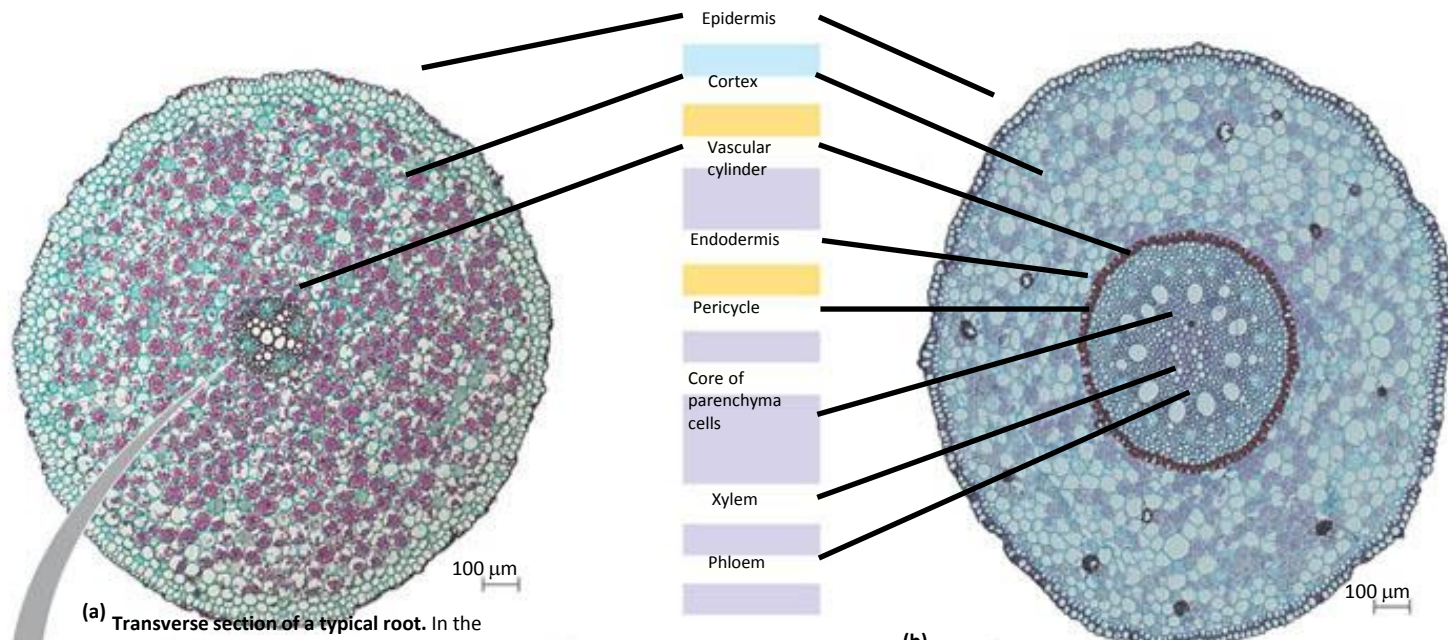 Epidermis
Cortex
Vascular
cylinder
Endodermis
Pericycle
Core of
parenchyma
cells
Xylem
Phloem
100 μm
100 μm
(a) Transverse section of a typical root. In the
(b)